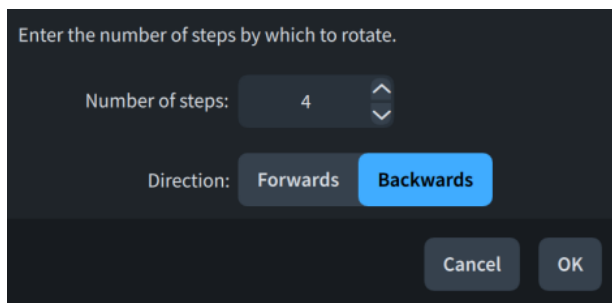 Enter the number of steps by which to rotate.
Number of steps: 4
Direction: Forwards Backwards
Cancel OK